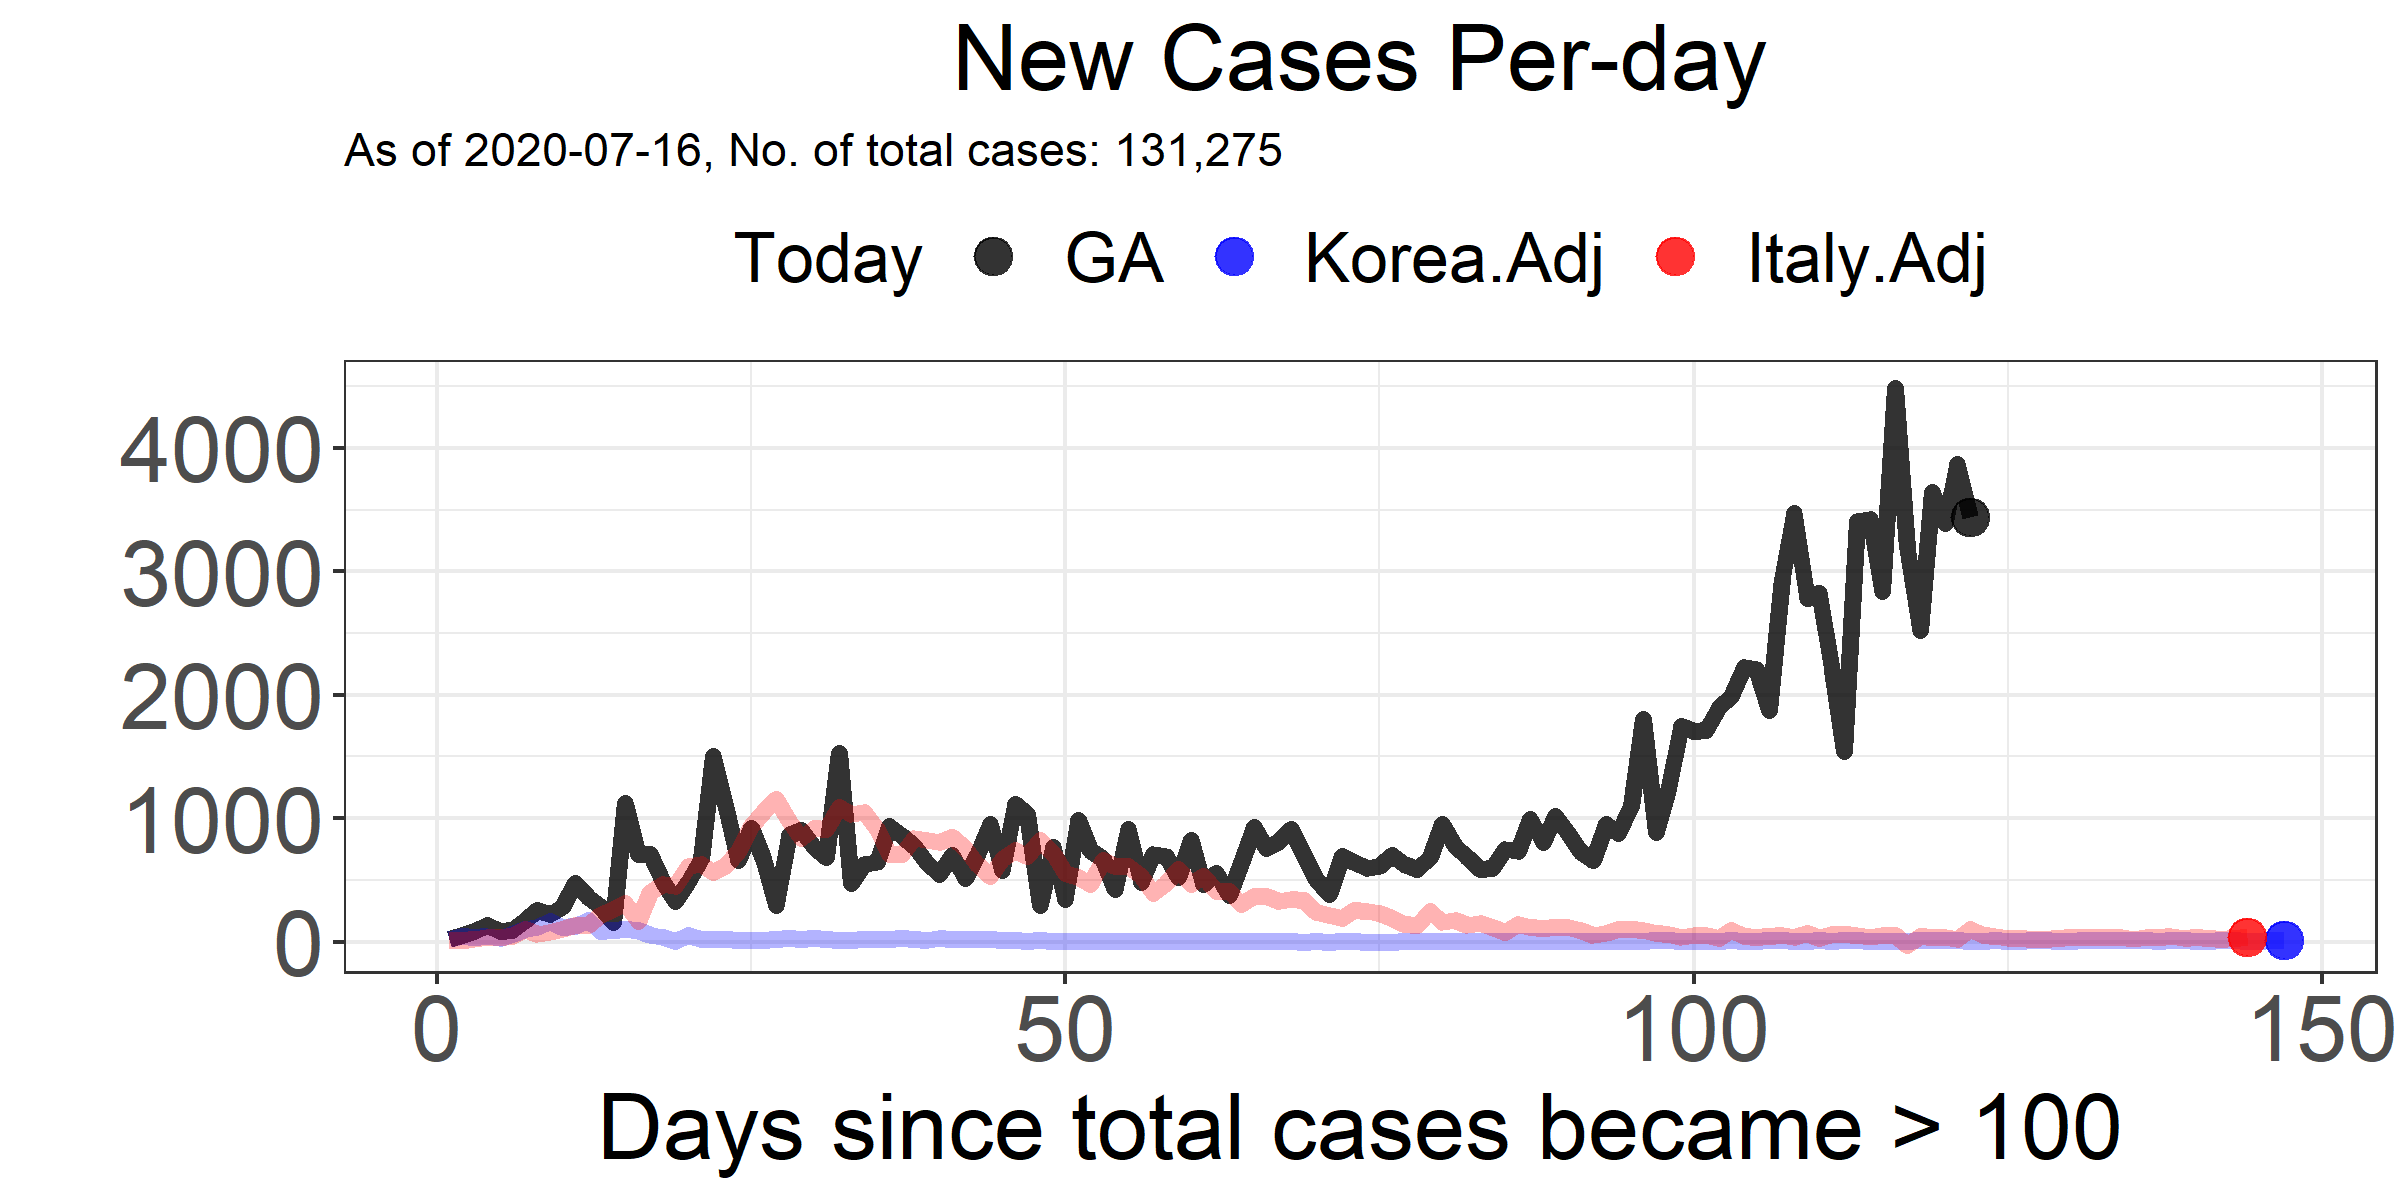 New Cases Per-day
As of 2020-07-16, No. of total cases: 131,275
Today GA Korea.Adj Italy.Adj
4000
3000
2000
1000
0
0 50 100 150
Days since total cases became > 100